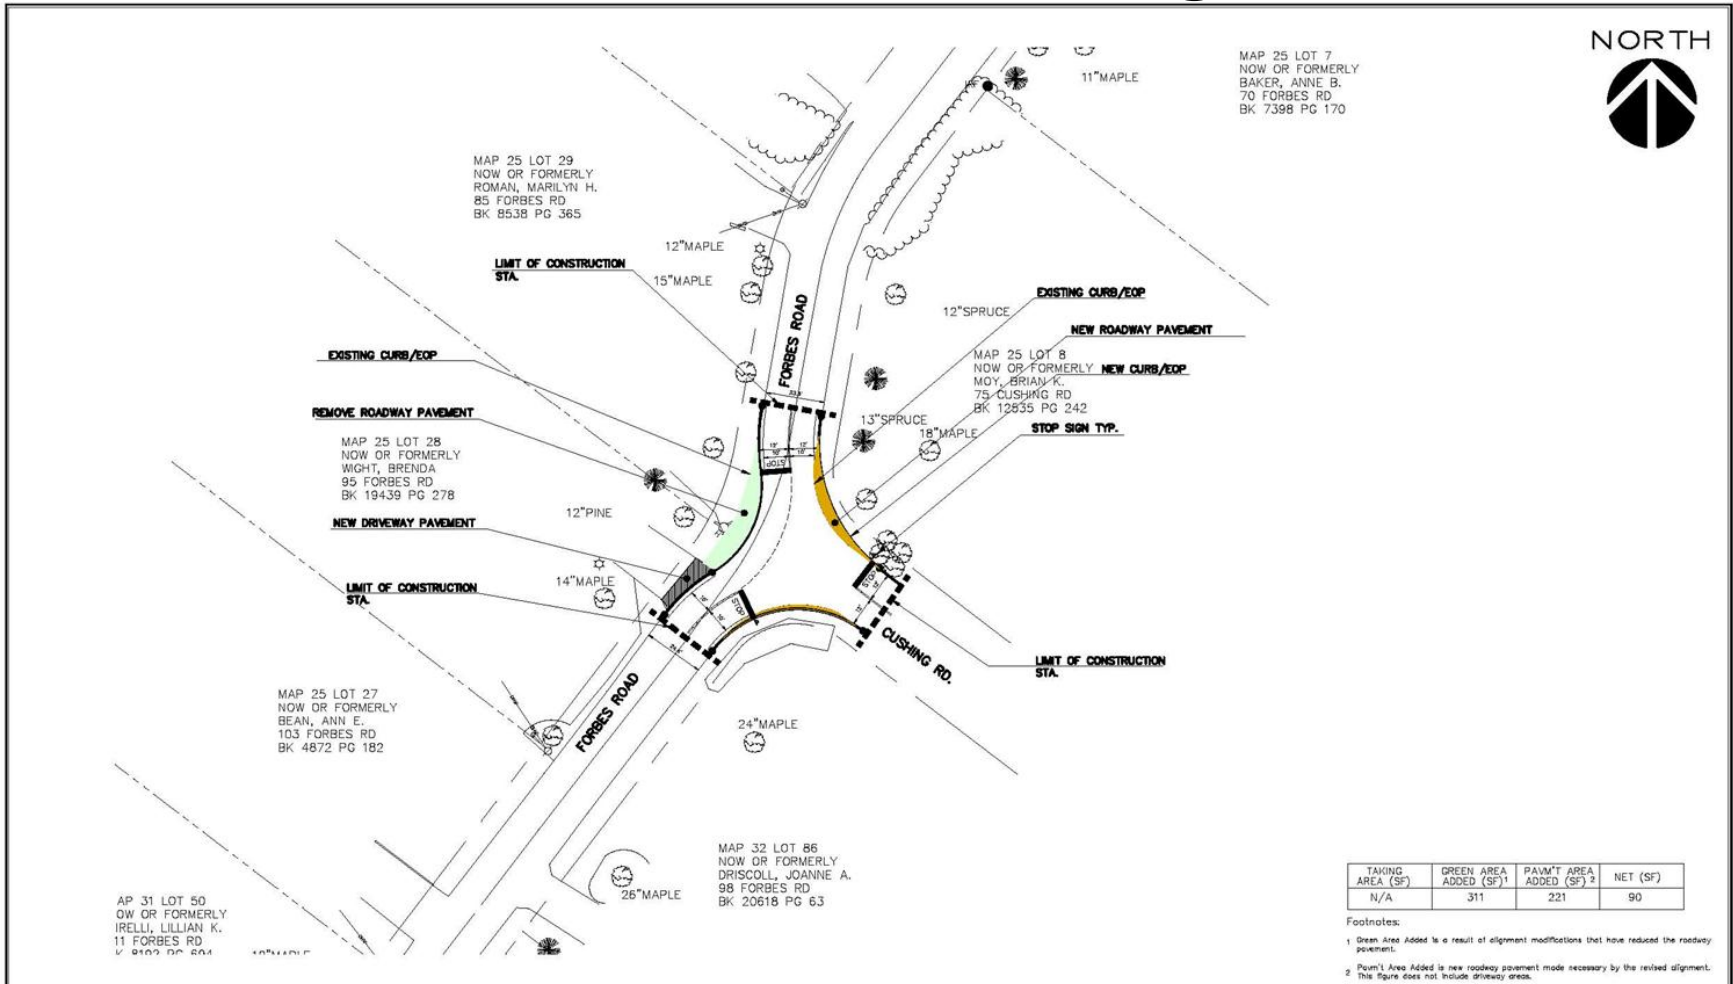 NORTH
MAP 25 LOT 7
NOW OR FORMERLY
BAKER, ANNE B.
70 FORBES RD
BK 7398 PG 170
11"MAPLE
MAP 25 LOT 29
NOW OR FORMERLY
ROMAN, MARILYN H.
85 FORBES RD
BK 8538 PG 365
12"MAPLE
LIMIT OF CONSTRUCTION
STA.
15"MAPLE
FORBES ROAD
EXISTING CURB/EOP
12"SPRUCE
NEW ROADWAY PAVEMENT
EXISTING CURB/EOP
MAP 25 LOT 8
NOW OR FORMERLY
MOY, BRIAN K.
75 CUSHING RD
BK 12535 PG 242
NEW CURB/EOP
REMOVE ROADWAY PAVEMENT
13"SPRUCE
18"MAPLE
STOP SIGN TYP.
MAP 25 LOT 28
NOW OR FORMERLY
WIGHT, BRENDA
95 FORBES RD
BK 19439 PG 278
12' 12'
STOP
12"PINE
NEW DRIVEWAY PAVEMENT
14"MAPLE
LIMIT OF CONSTRUCTION
STA.
STOP
STOP
CUSHING RD.
LIMIT OF CONSTRUCTION
STA.
FORBES ROAD
MAP 25 LOT 27
NOW OR FORMERLY
BEAN, ANN E.
103 FORBES RD
BK 4872 PG 182
24"MAPLE
MAP 32 LOT 86
NOW OR FORMERLY
DRISCOLL, JOANNE A.
98 FORBES RD
BK 20618 PG 63
26"MAPLE
AP 31 LOT 50
OW OR FORMERLY
IRELLI, LILLIAN K.
11 FORBES RD
TAKING AREA (SF) GREEN AREA ADDED (SF)1 PAVM'T AREA ADDED (SF) 2 NET (SF)
N/A 311 221 90
Footnotes:
1 Green Area Added is a result of alignment modifications that have reduced the roadway
pavement.
2 Pavm't Area Added is new roadway pavement made necessary by the revised alignment.
This figure does not include driveway areas.